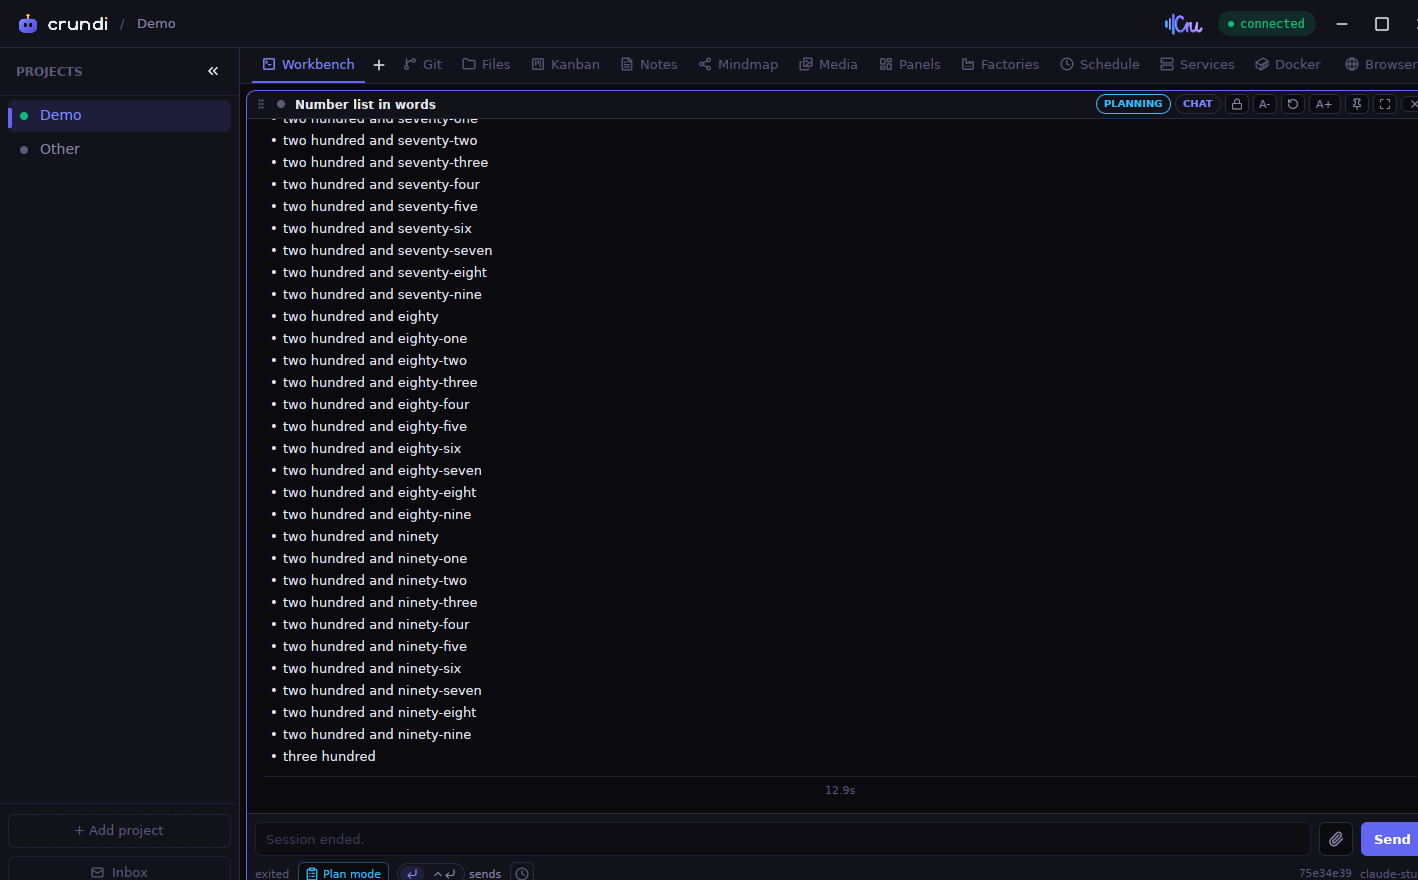 crundi / Demo
Cru
connected
PROJECTS
Workbench
Git
Files
Kanban
Notes
Mindmap
Media
Panels
Factories
Schedule
Services
Docker
Browser
Demo
Other
Number list in words
PLANNING
CHAT
A-
A+
• two hundred and seventy-one
• two hundred and seventy-two
• two hundred and seventy-three
• two hundred and seventy-four
• two hundred and seventy-five
• two hundred and seventy-six
• two hundred and seventy-seven
• two hundred and seventy-eight
• two hundred and seventy-nine
• two hundred and eighty
• two hundred and eighty-one
• two hundred and eighty-two
• two hundred and eighty-three
• two hundred and eighty-four
• two hundred and eighty-five
• two hundred and eighty-six
• two hundred and eighty-seven
• two hundred and eighty-eight
• two hundred and eighty-nine
• two hundred and ninety
• two hundred and ninety-one
• two hundred and ninety-two
• two hundred and ninety-three
• two hundred and ninety-four
• two hundred and ninety-five
• two hundred and ninety-six
• two hundred and ninety-seven
• two hundred and ninety-eight
• two hundred and ninety-nine
• three hundred
12.9s
+ Add project
Inbox
Session ended.
Send
exited
Plan mode
sends
75e34e39
claude-stu